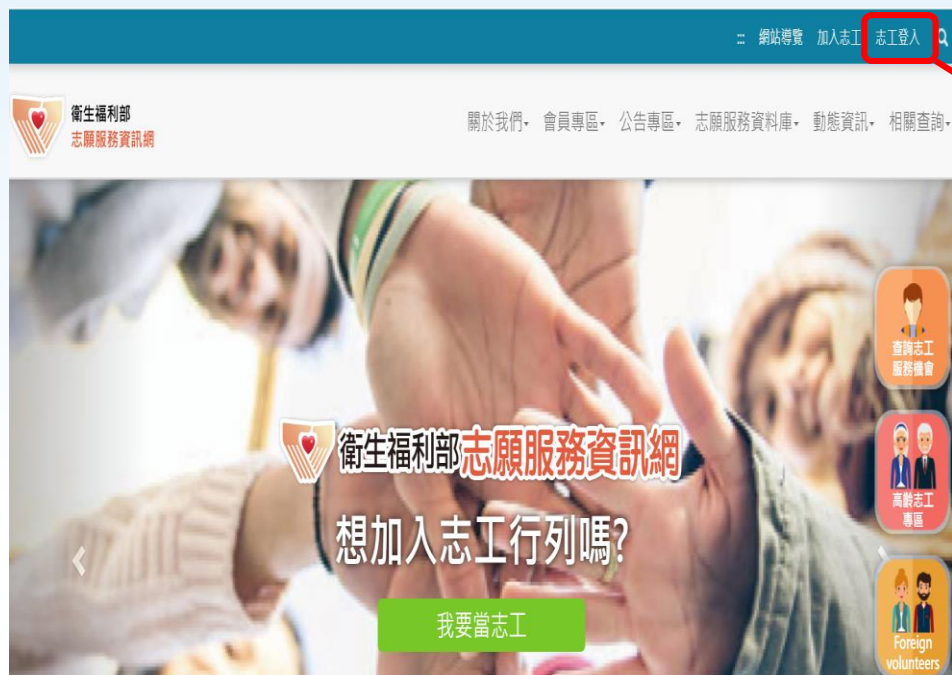 ::: 網站導覽 加入志工 志工登入
衛生福利部
志願服務資訊網
關於我們 會員專區 公告專區 志願服務資料庫 動態資訊 相關查詢
查詢志工
服務機會
衛生福利部志願服務資訊網
高齡志工
專區
想加入志工行列嗎?
我要當志工
Foreign
volunteers